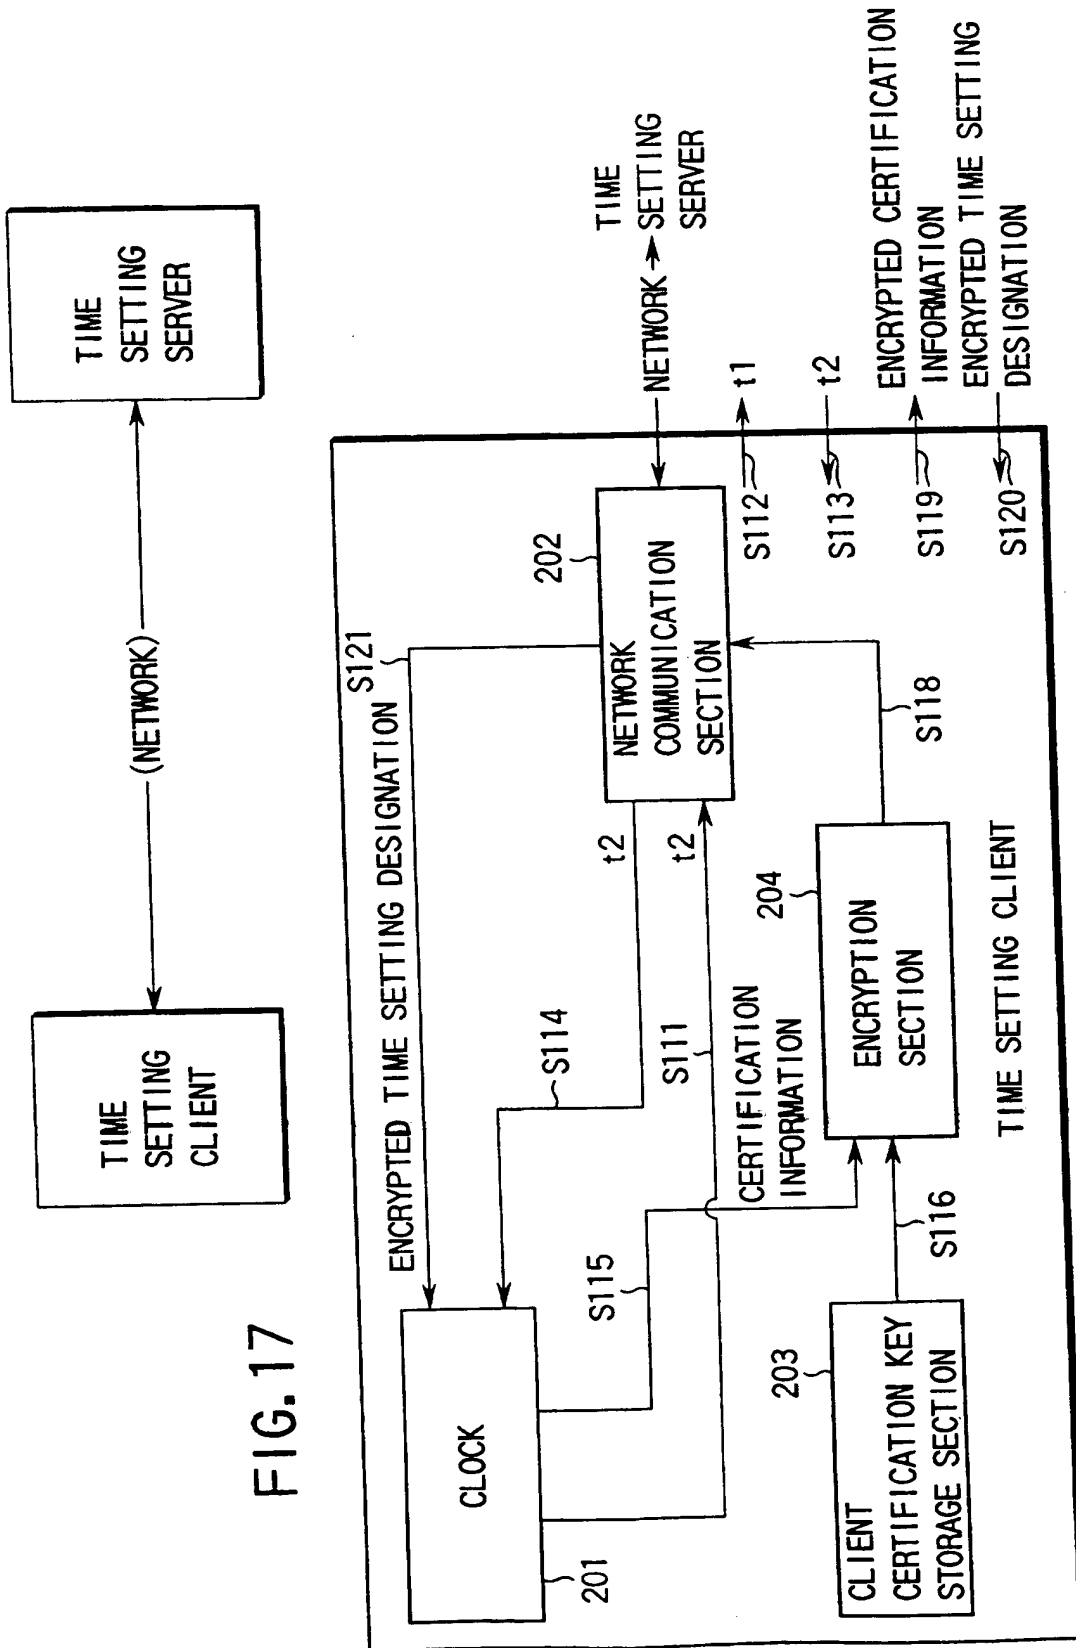 FIG.17
TIME
SETTING
CLIENT
(NETWORK)
TIME
SETTING
SERVER
CLOCK
201
ENCRYPTED TIME SETTING DESIGNATION
S121
S114
t2
S111
t2
S115
CERTIFICATION
INFORMATION
202
NETWORK
COMMUNICATION
SECTION
NETWORK
TIME
SETTING
SERVER
203
CLIENT
CERTIFICATION KEY
STORAGE SECTION
S116
204
ENCRYPTION
SECTION
S118
TIME SETTING CLIENT
S112
t1
S113
t2
S119
ENCRYPTED CERTIFICATION
INFORMATION
S120
ENCRYPTED TIME SETTING
DESIGNATION